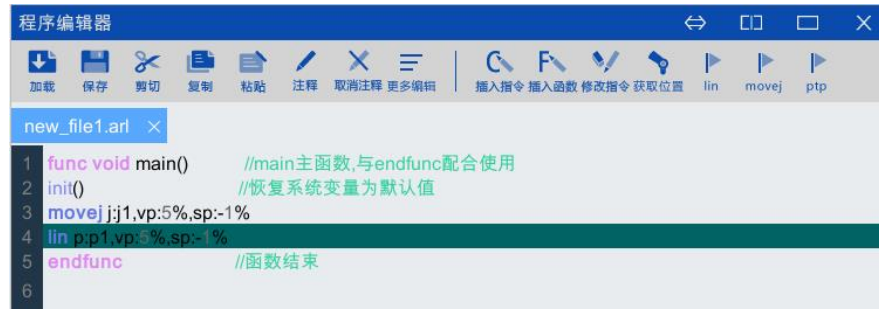 程序编辑器
加载 保存 剪切 复制 粘贴 注释 取消注释 更多编辑 插入指令 插入函数 修改指令 获取位置 lin movej ptp
new_file1.arl
1 func void main() //main主函数,与endfunc配合使用
2 init() //恢复系统变量为默认值
3 movej j:j1,vp:5%,sp:-1%
4 lin p:p1,vp:5%,sp:-1%
5 endfunc //函数结束
6